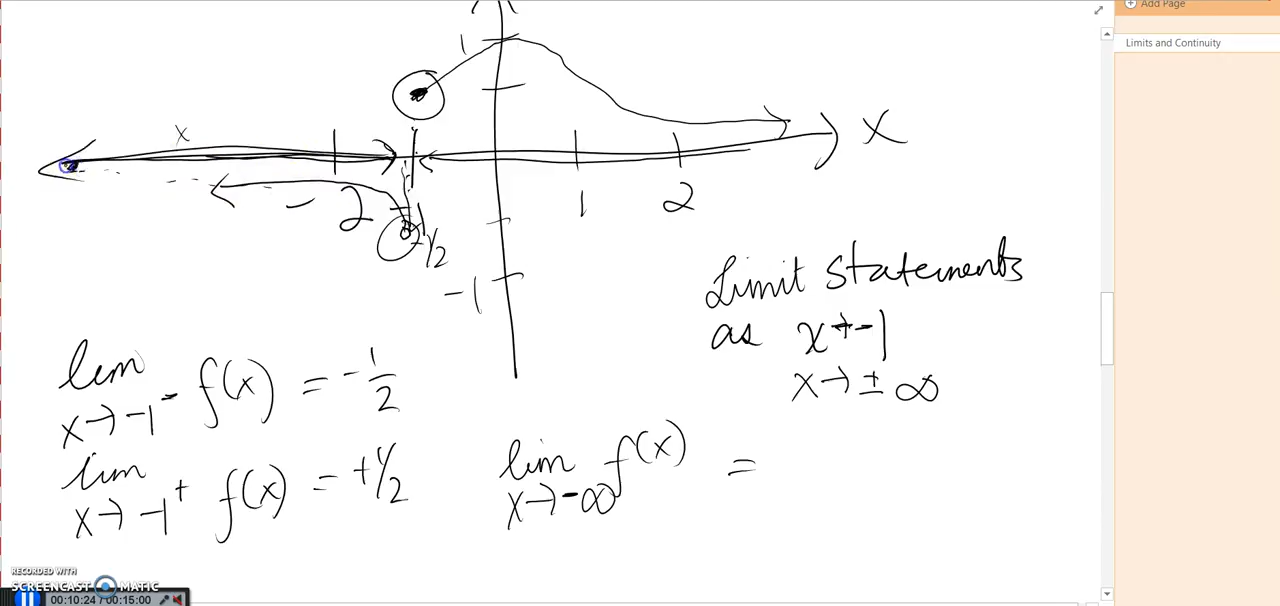 Add Page
Limits and Continuity
1
x
X
- 2
-1/2
1
2
-1
Limit Statements
as x→-1
x→ ± ∞
lim f(x) = -1/2
x→-1⁻
lim f(x) = +1/2
x→-1⁺
lim f(x) =
x→-∞
RECORDED WITH
SCREENCAST MATIC
00:10:24 / 00:15:00